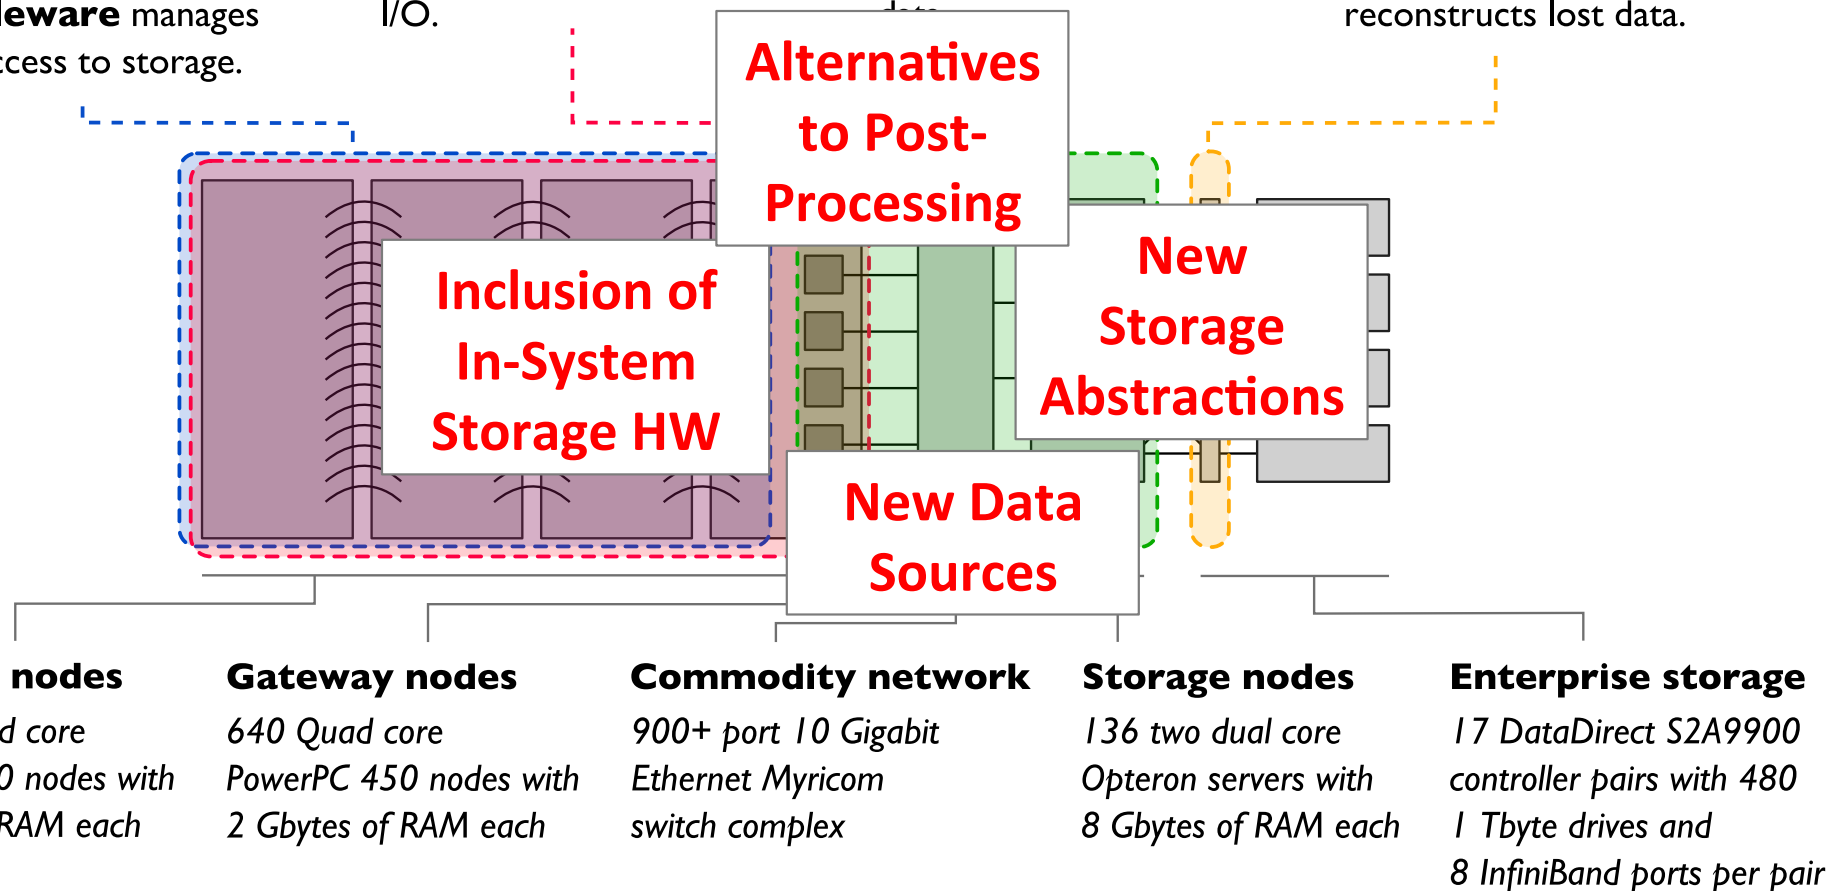 leware manages
ccess to storage.
I/O.
data
reconstructs lost data.
Alternatives
to Post-
Processing
Inclusion of
In-System
Storage HW
New
Storage
Abstractions
New Data
Sources
nodes
d core
0 nodes with
RAM each
Gateway nodes
640 Quad core
PowerPC 450 nodes with
2 Gbytes of RAM each
Commodity network
900+ port 10 Gigabit
Ethernet Myricom
switch complex
Storage nodes
136 two dual core
Opteron servers with
8 Gbytes of RAM each
Enterprise storage
17 DataDirect S2A9900
controller pairs with 480
1 Tbyte drives and
8 InfiniBand ports per pair